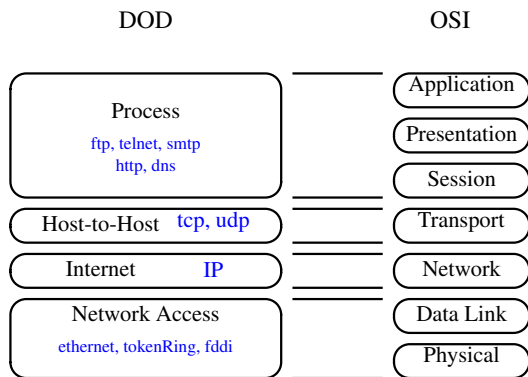 DOD
OSI
Process
ftp, telnet, smtp
http, dns
Application
Presentation
Session
Host-to-Host tcp, udp
Transport
Internet IP
Network
Network Access
ethernet, tokenRing, fddi
Data Link
Physical